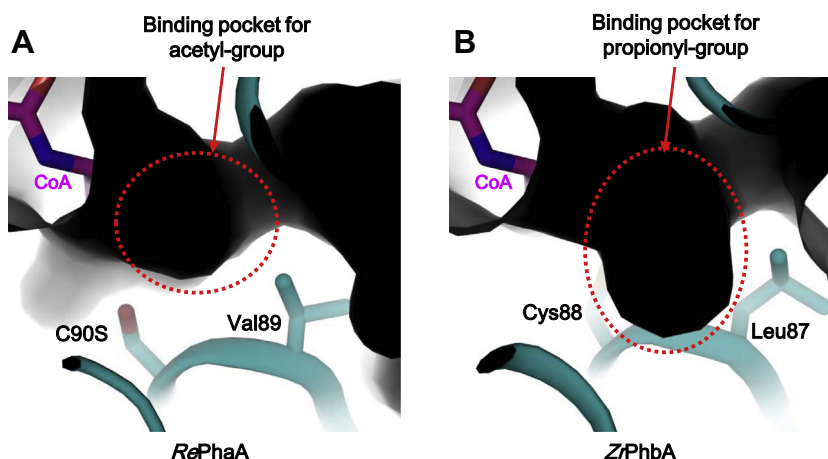 A
Binding pocket for
acetyl-group
CoA
C90S
Val89
RePhaA
B
Binding pocket for
propionyl-group
CoA
Cys88
Leu87
ZrPhbA